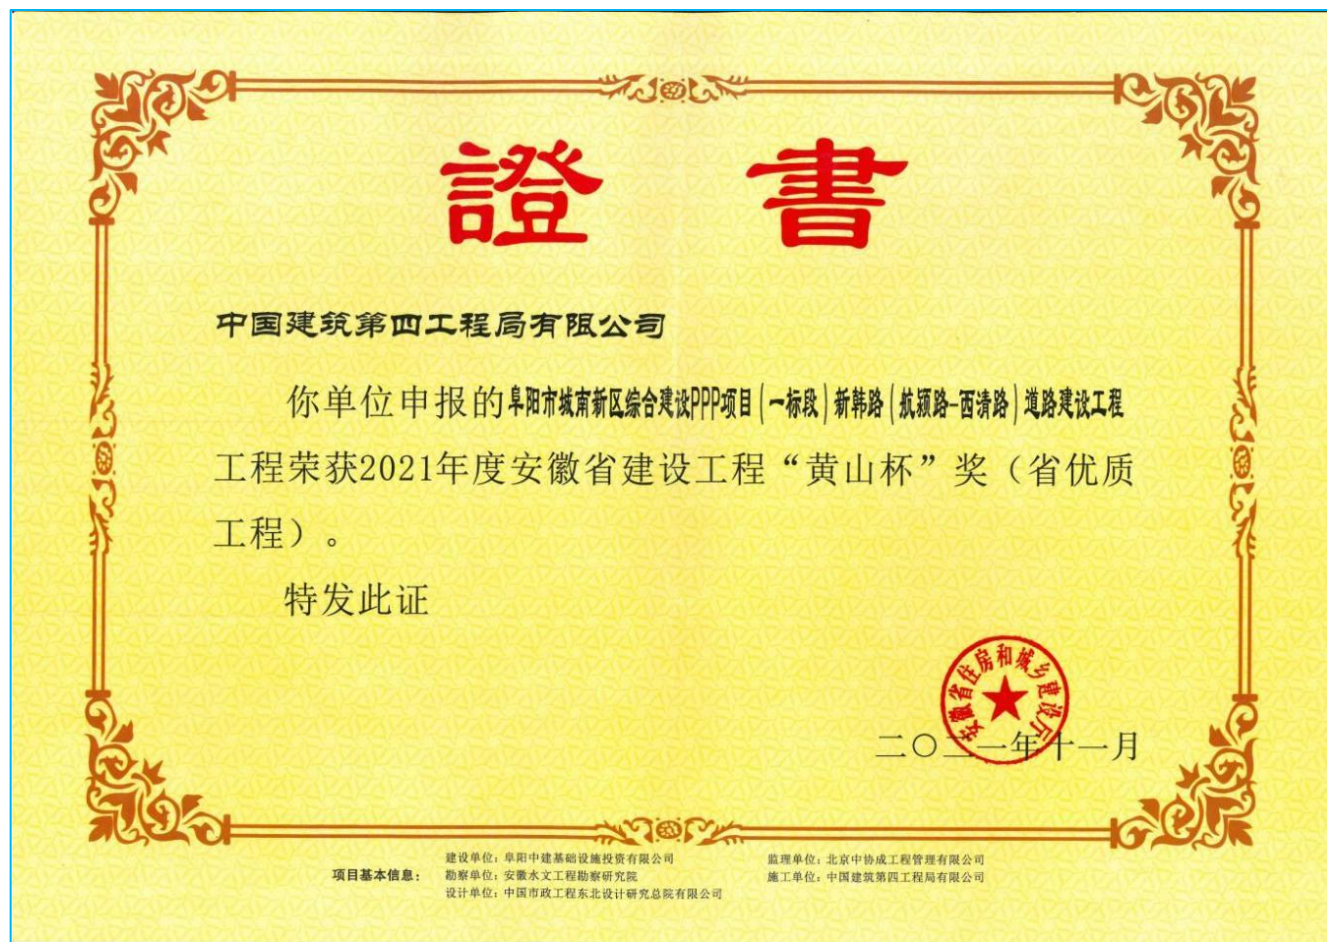 證 書
中国建筑第四工程局有限公司
你单位申报的阜阳市城南新区综合建设PPP项目(一标段)新韩路(航颍路-西清路)道路建设工程
工程荣获2021年度安徽省建设工程“黄山杯”奖（省优质
工程）。
特发此证
安徽省住房和城乡建设厅
二〇二一年十一月
项目基本信息：
建设单位：阜阳中建基础设施投资有限公司
勘察单位：安徽水文工程勘察研究院
设计单位：中国市政工程东北设计研究总院有限公司
监理单位：北京中协成工程管理有限公司
施工单位：中国建筑第四工程局有限公司